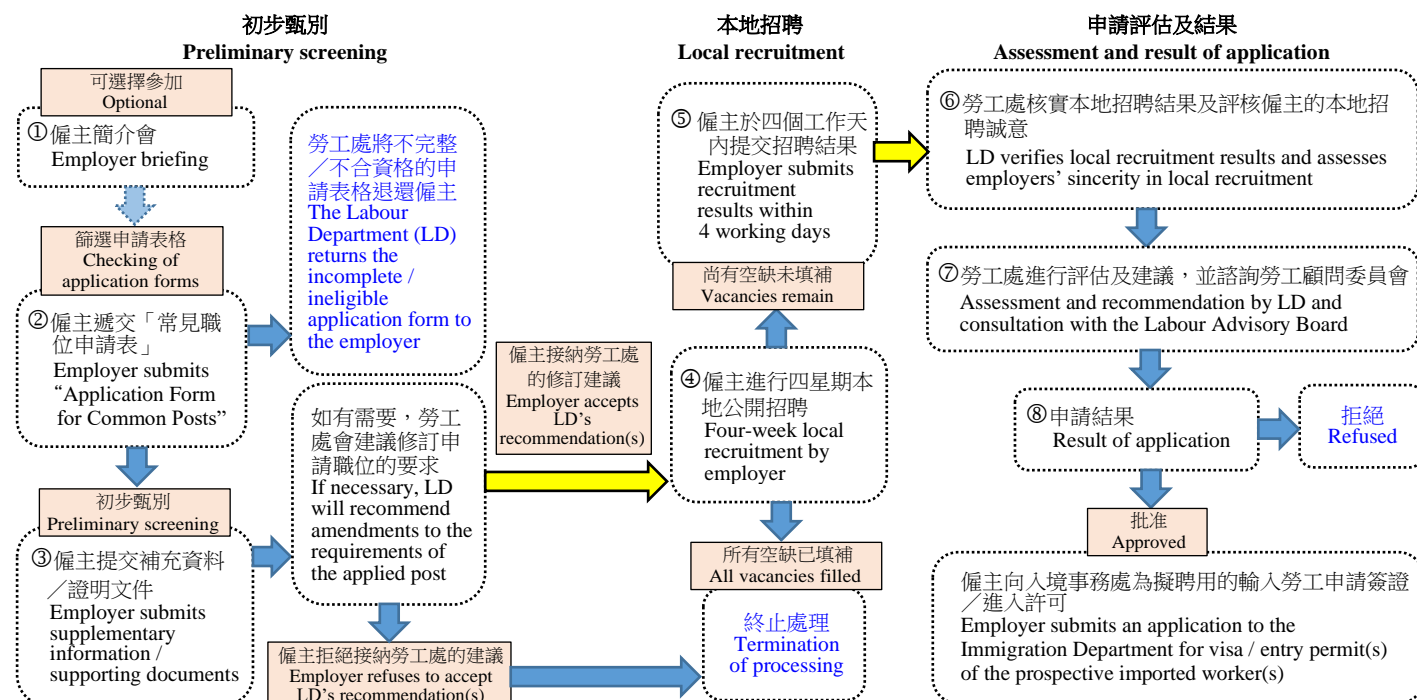 初步甄別
Preliminary screening
可選擇參加
Optional
①僱主簡介會
Employer briefing
篩選申請表格
Checking of
application forms
②僱主遞交「常見職
位申請表」
Employer submits
“Application Form
for Common Posts”
勞工處將不完整
／不合資格的申
請表格退還僱主
The Labour
Department (LD)
returns the
incomplete /
ineligible
application form to
the employer
初步甄別
Preliminary screening
③僱主提交補充資料
／證明文件
Employer submits
supplementary
information /
supporting documents
如有需要，勞工
處會建議修訂申
請職位的要求
If necessary, LD
will recommend
amendments to the
requirements of
the applied post
僱主接納勞工處
的修訂建議
Employer accepts
LD’s
recommendation(s)
僱主拒絕接納勞工處的建議
Employer refuses to accept
LD’s recommendation(s)
本地招聘
Local recruitment
⑤僱主於四個工作天
內提交招聘結果
Employer submits
recruitment
results within
4 working days
尚有空缺未填補
Vacancies remain
④僱主進行四星期本
地公開招聘
Four-week local
recruitment by
employer
所有空缺已填補
All vacancies filled
終止處理
Termination
of processing
申請評估及結果
Assessment and result of application
⑥勞工處核實本地招聘結果及評核僱主的本地招
聘誠意
LD verifies local recruitment results and assesses
employers’ sincerity in local recruitment
⑦勞工處進行評估及建議，並諮詢勞工顧問委員會
Assessment and recommendation by LD and
consultation with the Labour Advisory Board
⑧申請結果
Result of application
拒絕
Refused
批准
Approved
僱主向入境事務處為擬聘用的輸入勞工申請簽證
／進入許可
Employer submits an application to the
Immigration Department for visa / entry permit(s)
of the prospective imported worker(s)